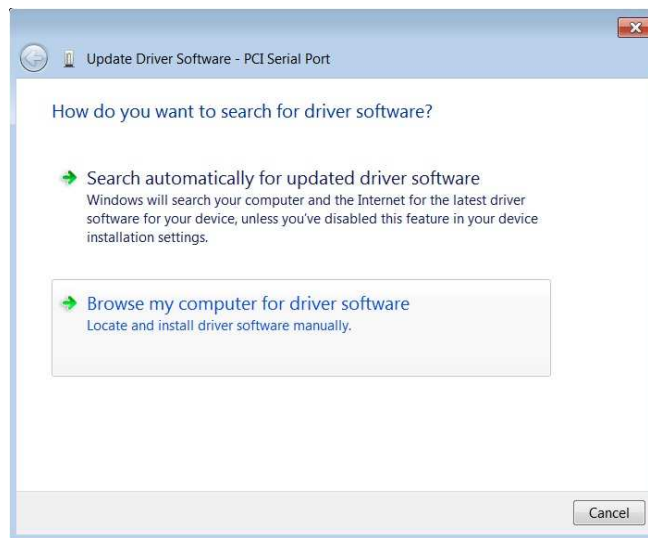 Update Driver Software - PCI Serial Port
How do you want to search for driver software?
Search automatically for updated driver software
Windows will search your computer and the Internet for the latest driver
software for your device, unless you've disabled this feature in your device
installation settings.
Browse my computer for driver software
Locate and install driver software manually.
Cancel